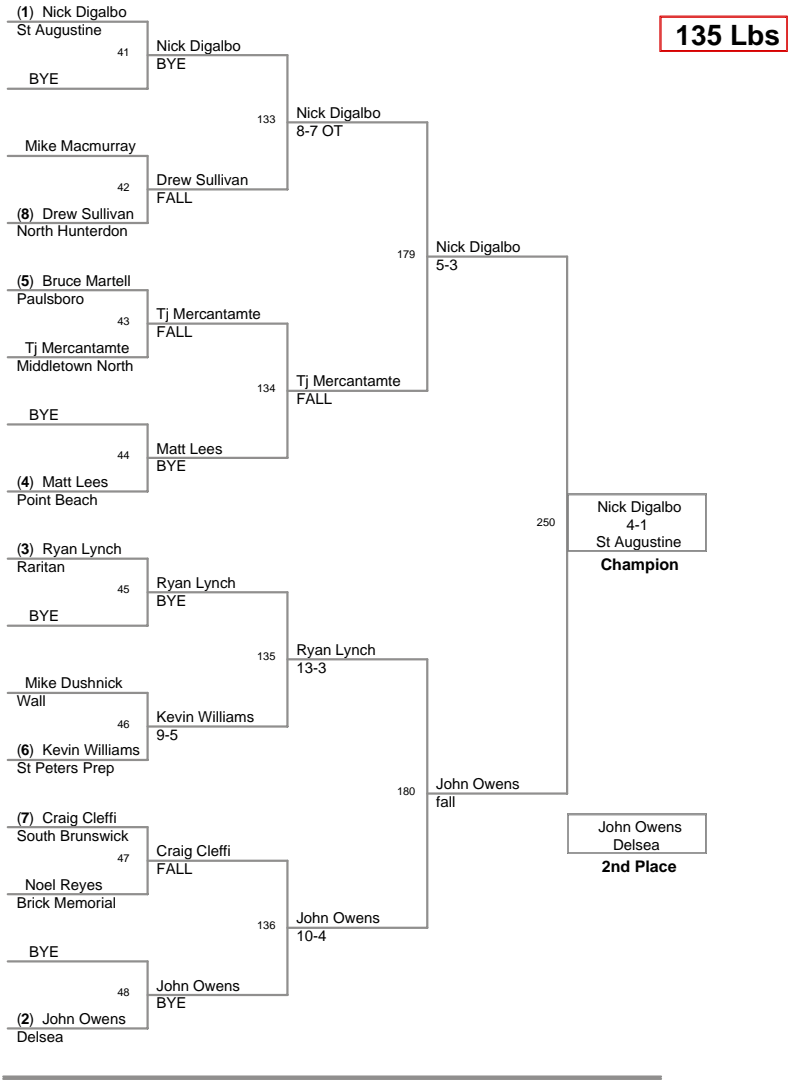 135 Lbs
(1) Nick Digalbo
St Augustine
41
BYE
Nick Digalbo
BYE
133
Mike Macmurray
42
(8) Drew Sullivan
North Hunterdon
Drew Sullivan
FALL
Nick Digalbo
8-7 OT
179
(5) Bruce Martell
Paulsboro
43
Tj Mercantamte
Middletown North
Tj Mercantamte
FALL
134
BYE
44
(4) Matt Lees
Point Beach
Matt Lees
BYE
Tj Mercantamte
FALL
Nick Digalbo
5-3
250
(3) Ryan Lynch
Raritan
45
BYE
Ryan Lynch
BYE
135
Mike Dushnick
Wall
46
(6) Kevin Williams
St Peters Prep
Kevin Williams
9-5
Ryan Lynch
13-3
180
(7) Craig Cleffi
South Brunswick
47
Noel Reyes
Brick Memorial
Craig Cleffi
FALL
136
BYE
48
(2) John Owens
Delsea
John Owens
BYE
John Owens
10-4
John Owens
fall
Nick Digalbo
4-1
St Augustine
Champion
John Owens
Delsea
2nd Place